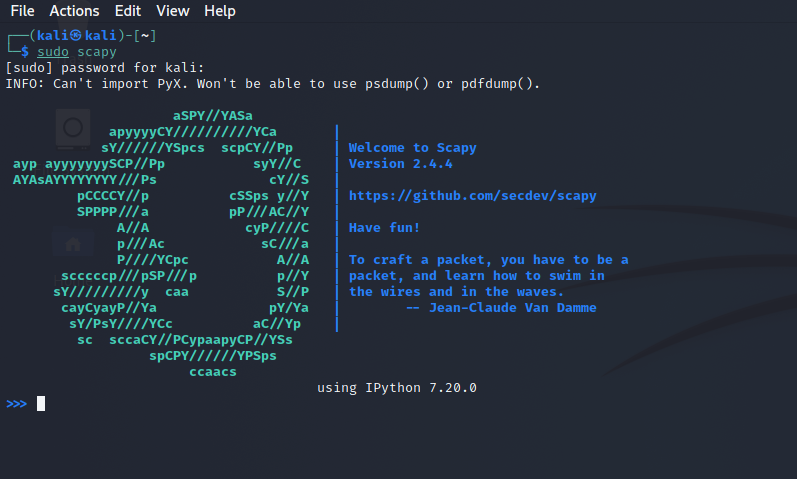 File Actions Edit View Help
┌──(kali㉿kali)-[~]
└─$ sudo scapy
[sudo] password for kali:
INFO: Can't import PyX. Won't be able to use psdump() or pdfdump().
aSPY//YASa
apyyyyCY//////////YCa |
sY//////YSpcs scpCY//Pp | Welcome to Scapy
ayp ayyyyyyySCP//Pp syY//C | Version 2.4.4
AYAsAYYYYYYYY///Ps cY//S |
pCCCCY//p cSSps y//Y | https://github.com/secdev/scapy
SPPPP///a pP///AC//Y |
A//A cyP////C | Have fun!
p///Ac sC///a |
P////YCpc A//A | To craft a packet, you have to be a
scccccp///pSP///p p//Y | packet, and learn how to swim in
sY/////////y caa S//P | the wires and in the waves.
cayCyayP//Ya pY/Ya | -- Jean-Claude Van Damme
sY/PsY////YCc aC//Yp |
sc sccaCY//PCypaapyCP//YSs
spCPY//////YPSps
ccaacs
using IPython 7.20.0
>>>